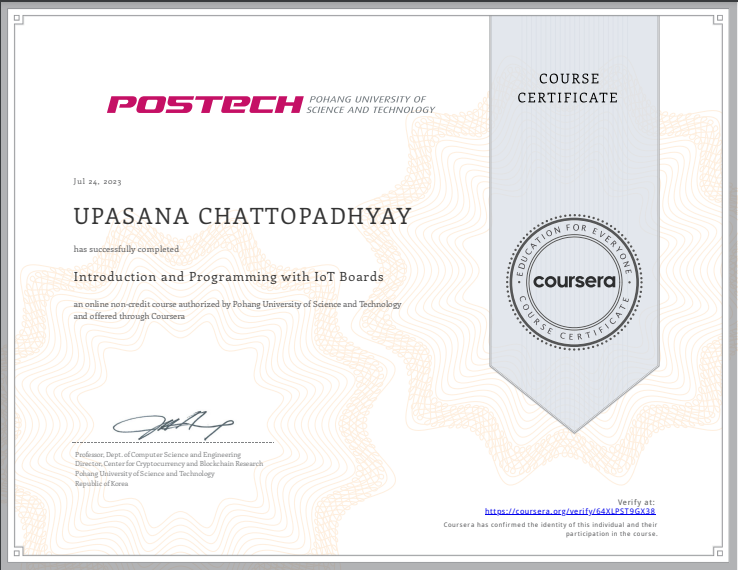 POSTECH POHANG UNIVERSITY OF
SCIENCE AND TECHNOLOGY
COURSE
CERTIFICATE
Jul 24, 2023
UPASANA CHATTOPADHYAY
has successfully completed
Introduction and Programming with IoT Boards
an online non-credit course authorized by Pohang University of Science and Technology
and offered through Coursera
EDUCATION FOR EVERYONE
coursera
COURSE CERTIFICATE
Professor, Dept. of Computer Science and Engineering
Director, Center for Cryptocurrency and Blockchain Research
Pohang University of Science and Technology
Republic of Korea
Verify at:
https://coursera.org/verify/64XLPST9GX38
Coursera has confirmed the identity of this individual and their
participation in the course.